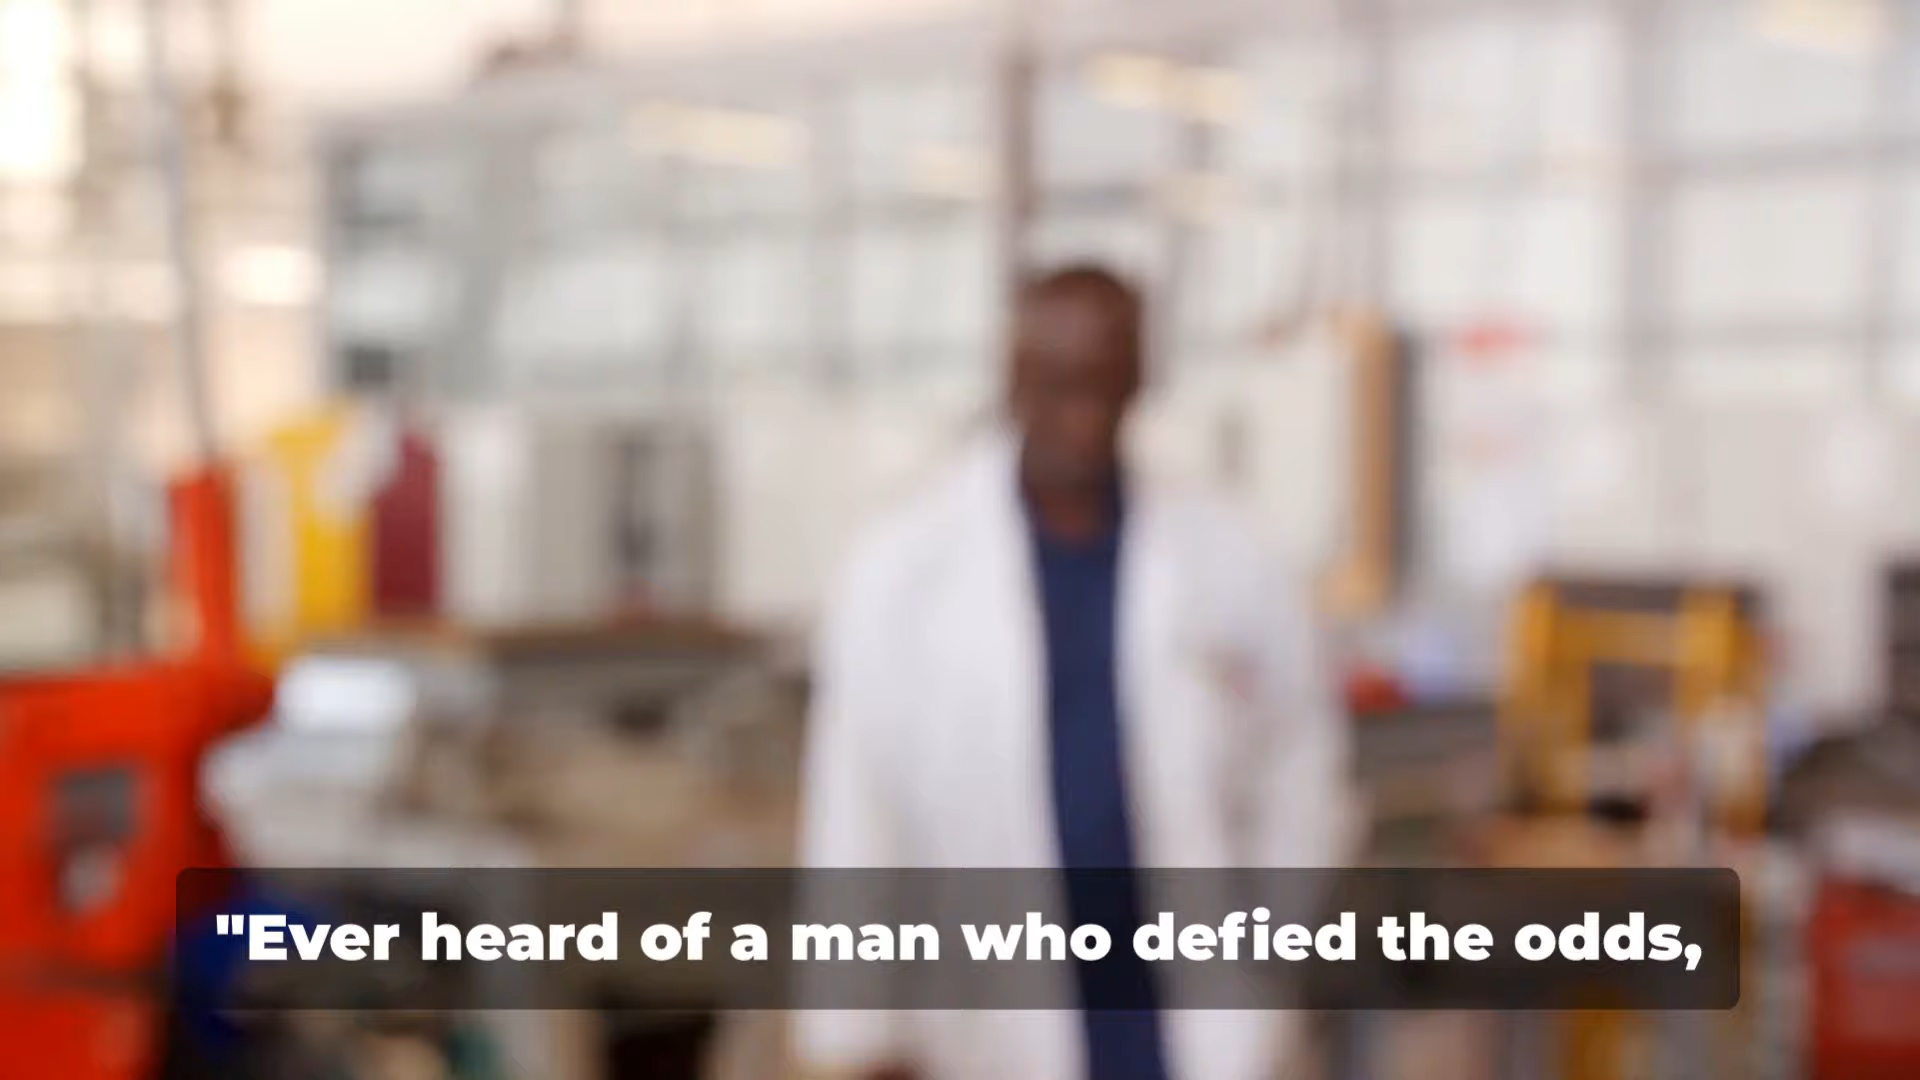 "Ever heard of a man who defied the odds,